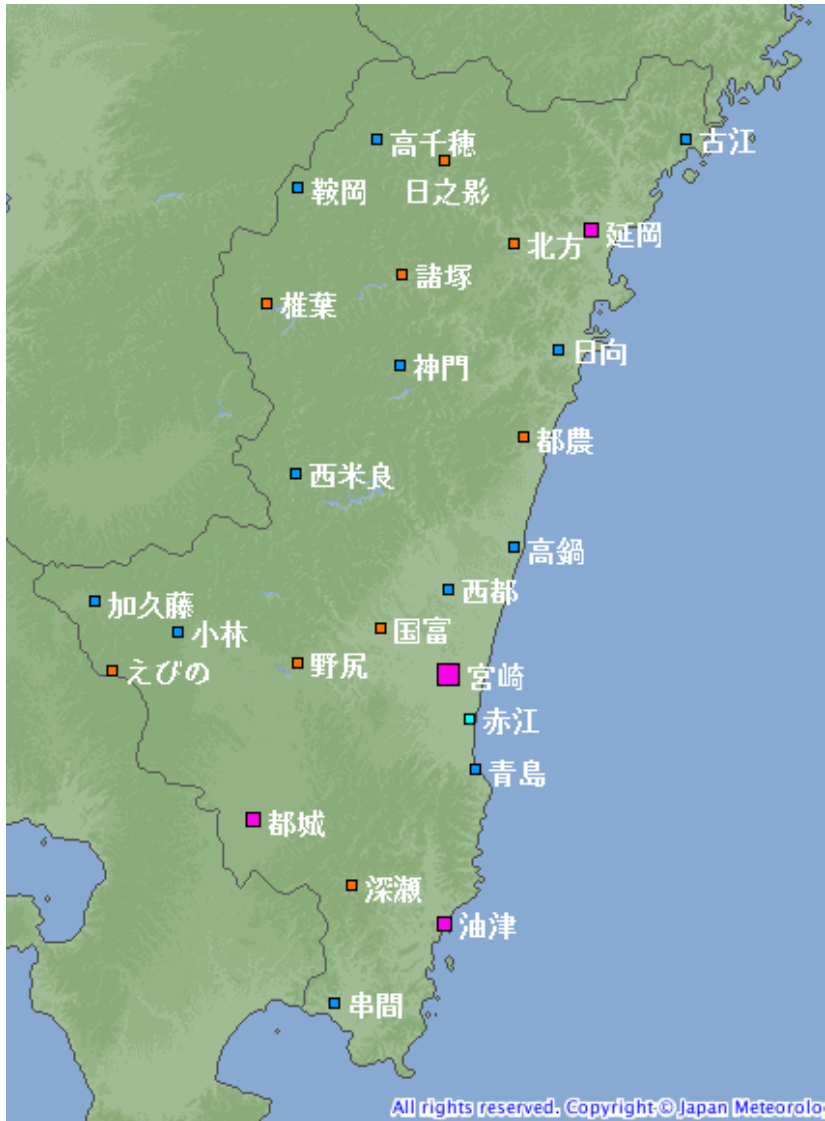 高千穂
古江
日之影
鞍岡
延岡
北方
諸塚
椎葉
日向
神門
都農
西米良
高鍋
西都
加久藤
国富
小林
野尻
えびの
宮崎
赤江
青島
都城
深瀬
油津
串間
All rights reserved. Copyright © Japan Meteorolo